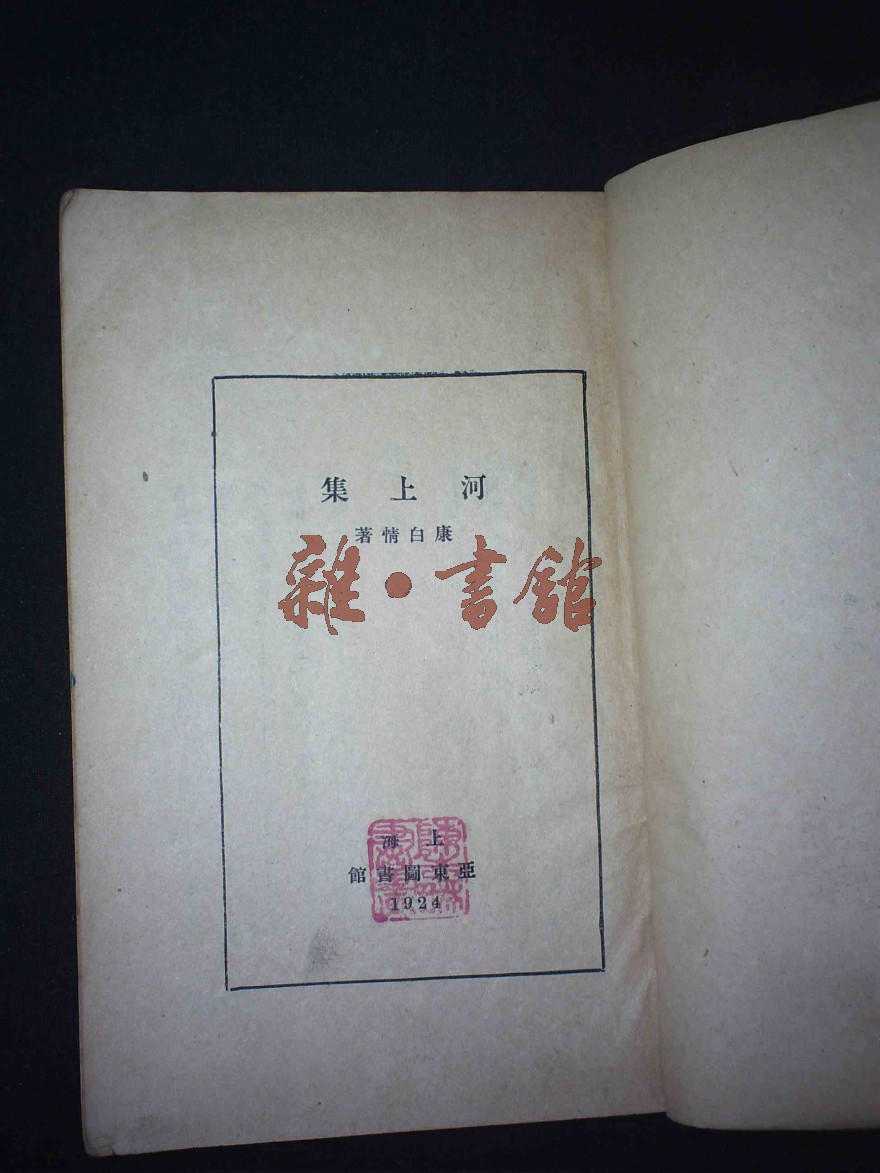 河上集
康白情著
雜·書館
上海
亞東圖書館
1924